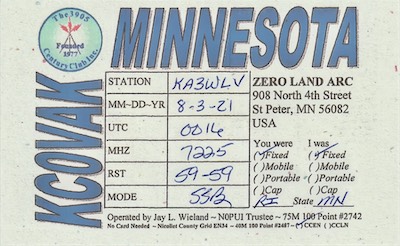 The 3905
Founded
1977
Century Club Inc.
MINNESOTA
KC0VAK
STATION KA3WLV
MM~DD~YR 8-3-21
UTC 0016
MHZ 7225
RST 59-59
MODE SSB
ZERO LAND ARC
908 North 4th Street
St Peter, MN 56082
USA
You were I was
(✓)Fixed (✓)Fixed
( )Mobile ( )Mobile
( )Portable ( )Portable
( )Cap ( )Cap
RI State MN
Operated by Jay L. Wieland ~ N0PUI Trustee ~ 75M 100 Point #2742
No Card Needed ~ Nicollet County Grid EN34 ~ 40M 100 Point #2487~(✓)CCEN ( )CCLN